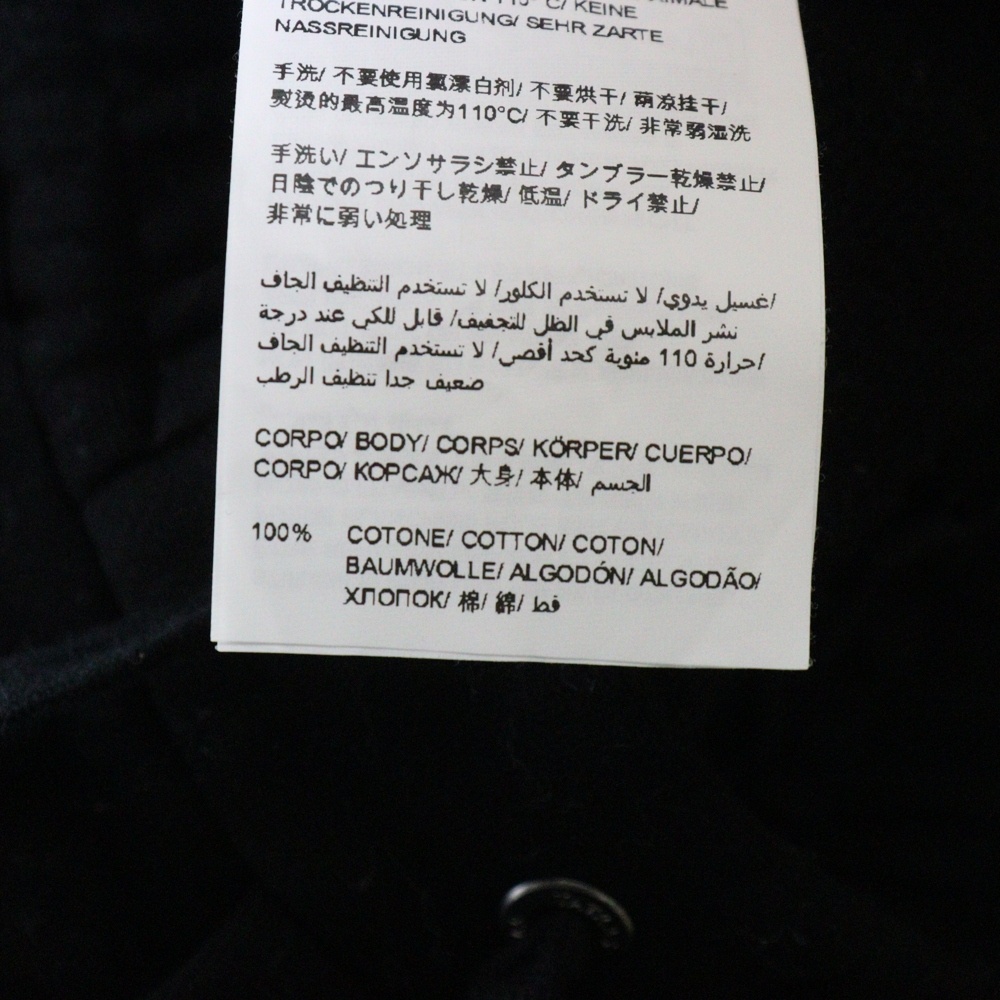 110°C/ KEINE
TROCKENREINIGUNG/ SEHR ZARTE
NASSREINIGUNG
手洗/ 不要使用氯漂白剂/ 不要烘干/ 荫凉挂干/
熨烫的最高温度为110°C/ 不要干洗/ 非常弱湿洗
手洗い/ エンソサラシ禁止/ タンブラー乾燥禁止/
日陰でのつり干し乾燥/ 低温/ ドライ禁止/
非常に弱い処理
غسيل يدوي/ لا تستخدم الكلور/ لا تستخدم التنظيف الجاف/
نشر الملابس في الظل للتجفيف/ قابل للكي عند درجة
حرارة 110 مئوية كحد أقصى/ لا تستخدم التنظيف الجاف/
ضعيف جدا تنظيف الرطب
CORPO/ BODY/ CORPS/ KÖRPER/ CUERPO/
CORPO/ КОРСАЖ/ 大身/ 本体/ الجسم
100% COTONE/ COTTON/ COTON/
BAUMWOLLE/ ALGODÓN/ ALGODÃO/
ХЛОПОК/ 棉/ 綿/ قط